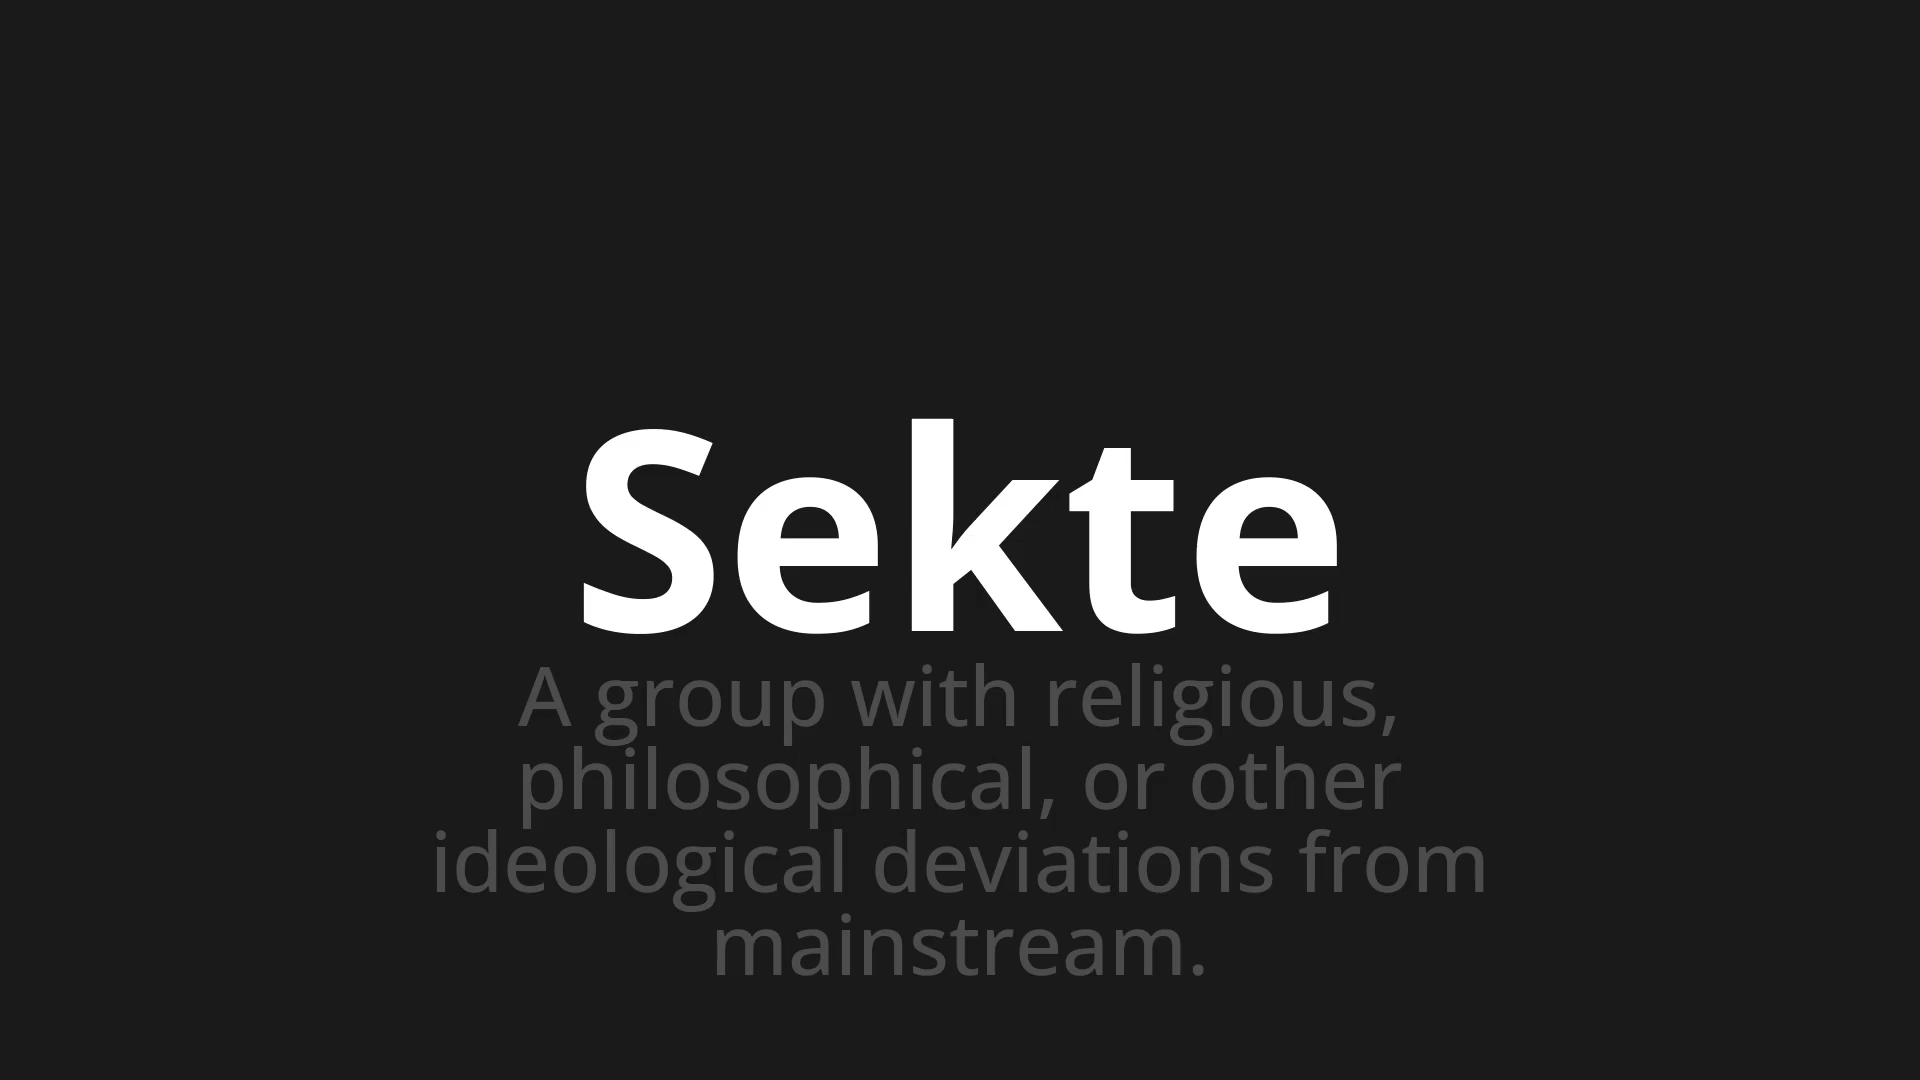 Sekte
A group with religious,
philosophical, or other
ideological deviations from
mainstream.